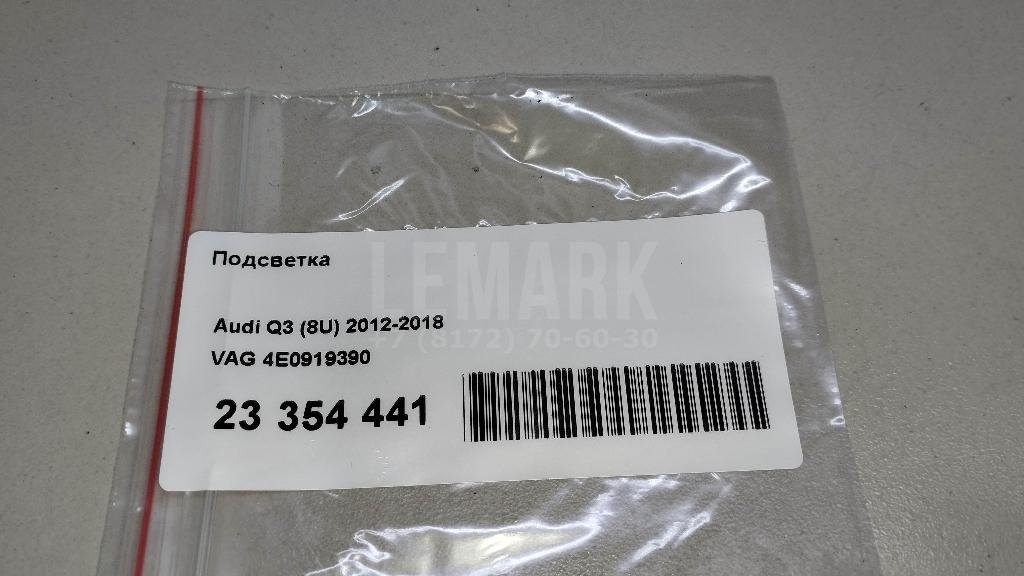 Подсветка
LEMARK
Audi Q3 (8U) 2012-2018
+7 (8172) 70-60-30
VAG 4E0919390
23 354 441